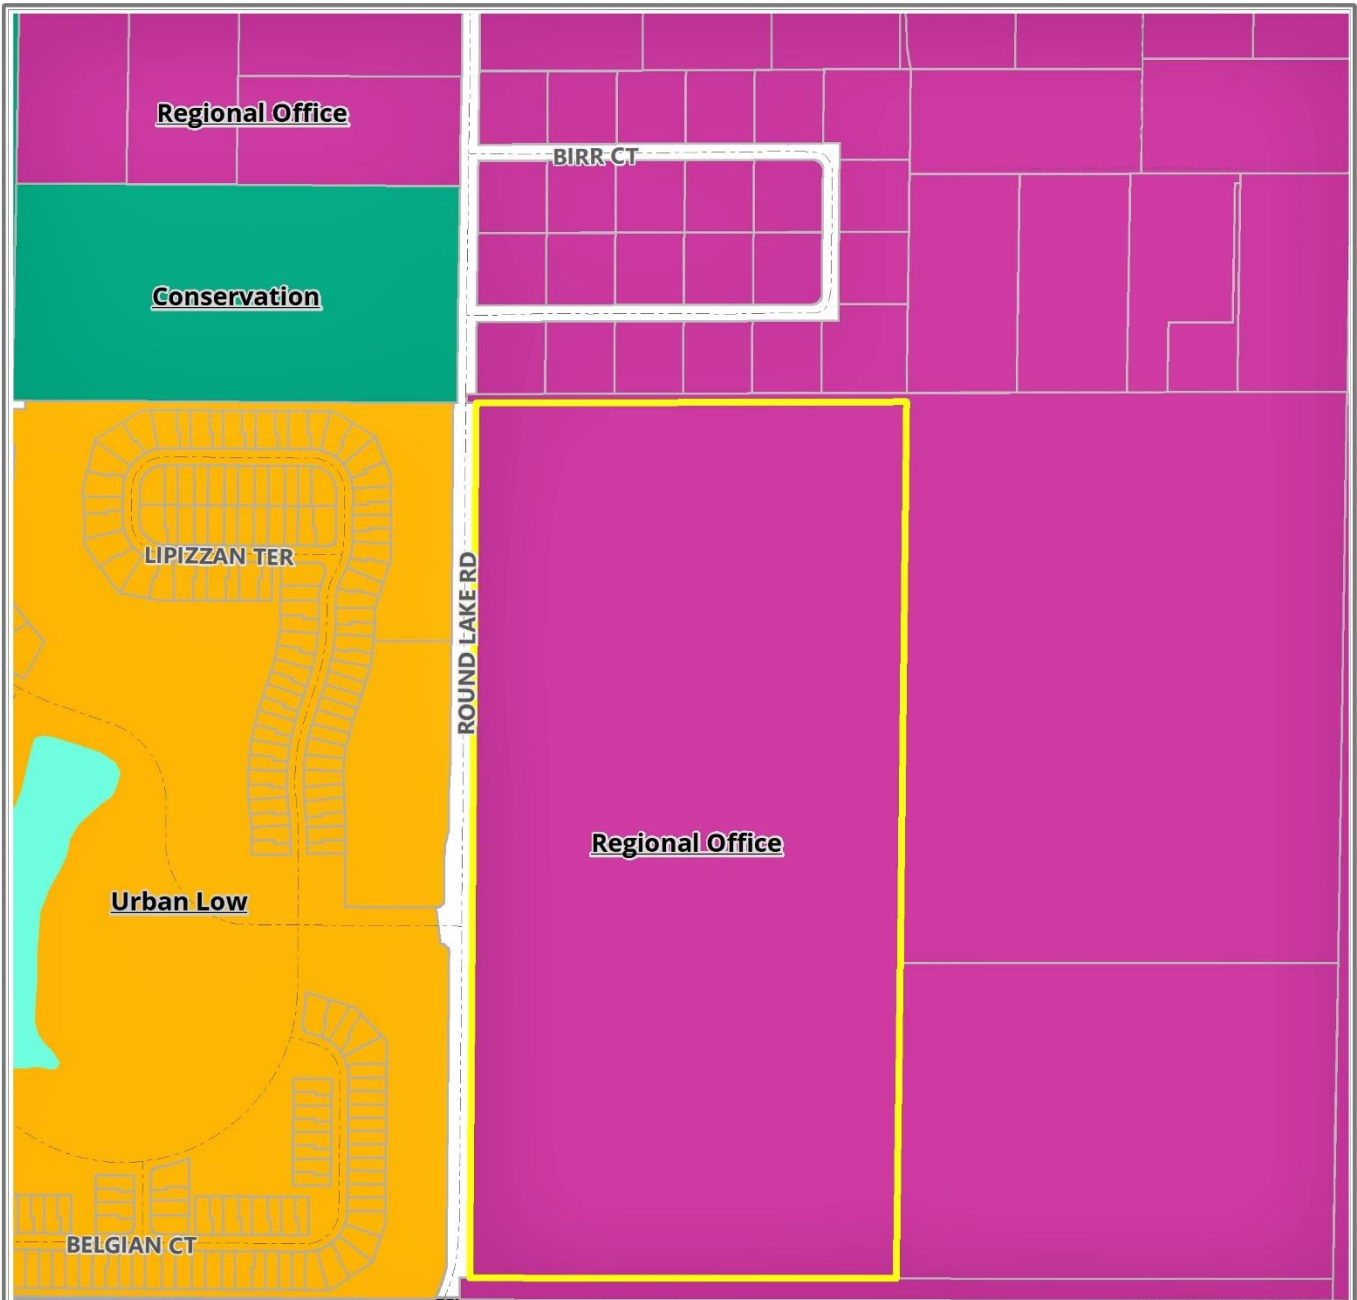 Regional Office
BIRR CT
Conservation
LIPIZZAN TER
ROUND LAKE RD
Regional Office
Urban Low
BELGIAN CT